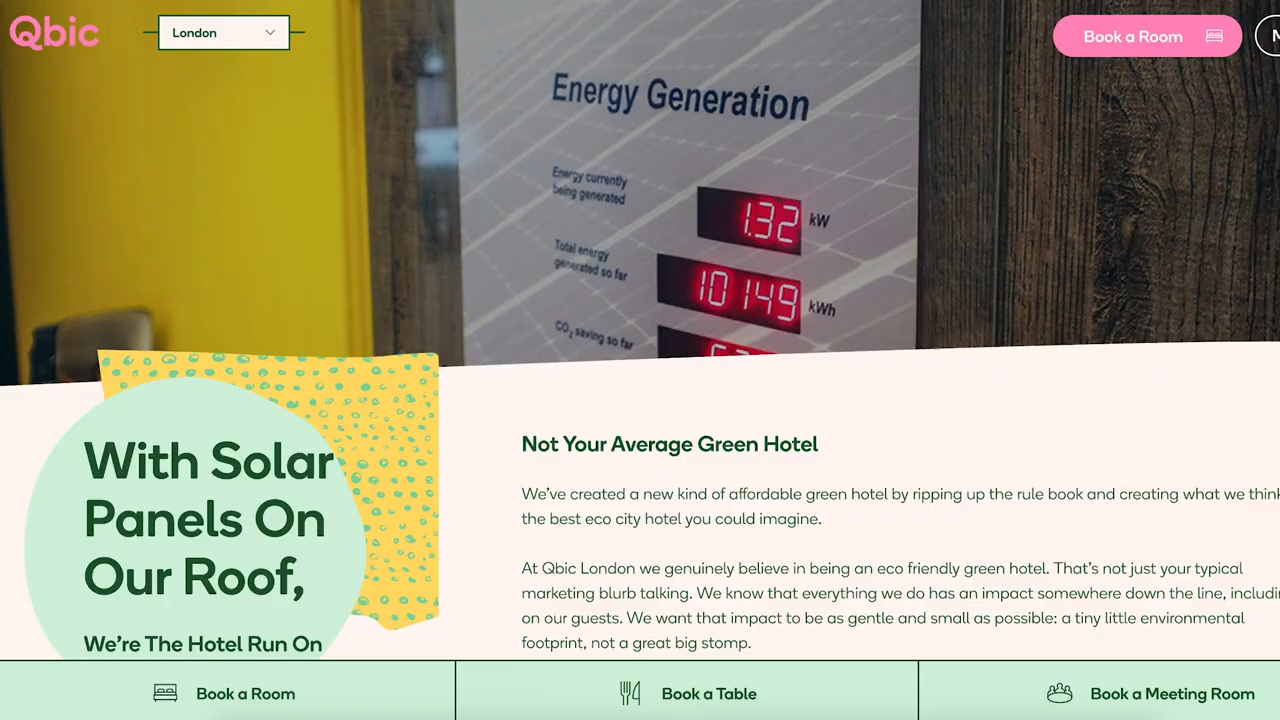 Qbic
London
Book a Room
M
Energy Generation
Energy currently
being generated
1.32 kW
Total energy
generated so far
10149 kWh
CO₂ saving so far
With Solar
Panels On
Our Roof,
We're The Hotel Run On
Not Your Average Green Hotel
We've created a new kind of affordable green hotel by ripping up the rule book and creating what we think
the best eco city hotel you could imagine.
At Qbic London we genuinely believe in being an eco friendly green hotel. That's not just your typical
marketing blurb talking. We know that everything we do has an impact somewhere down the line, includin
on our guests. We want that impact to be as gentle and small as possible: a tiny little environmental
footprint, not a great big stomp.
Book a Room
Book a Table
Book a Meeting Room